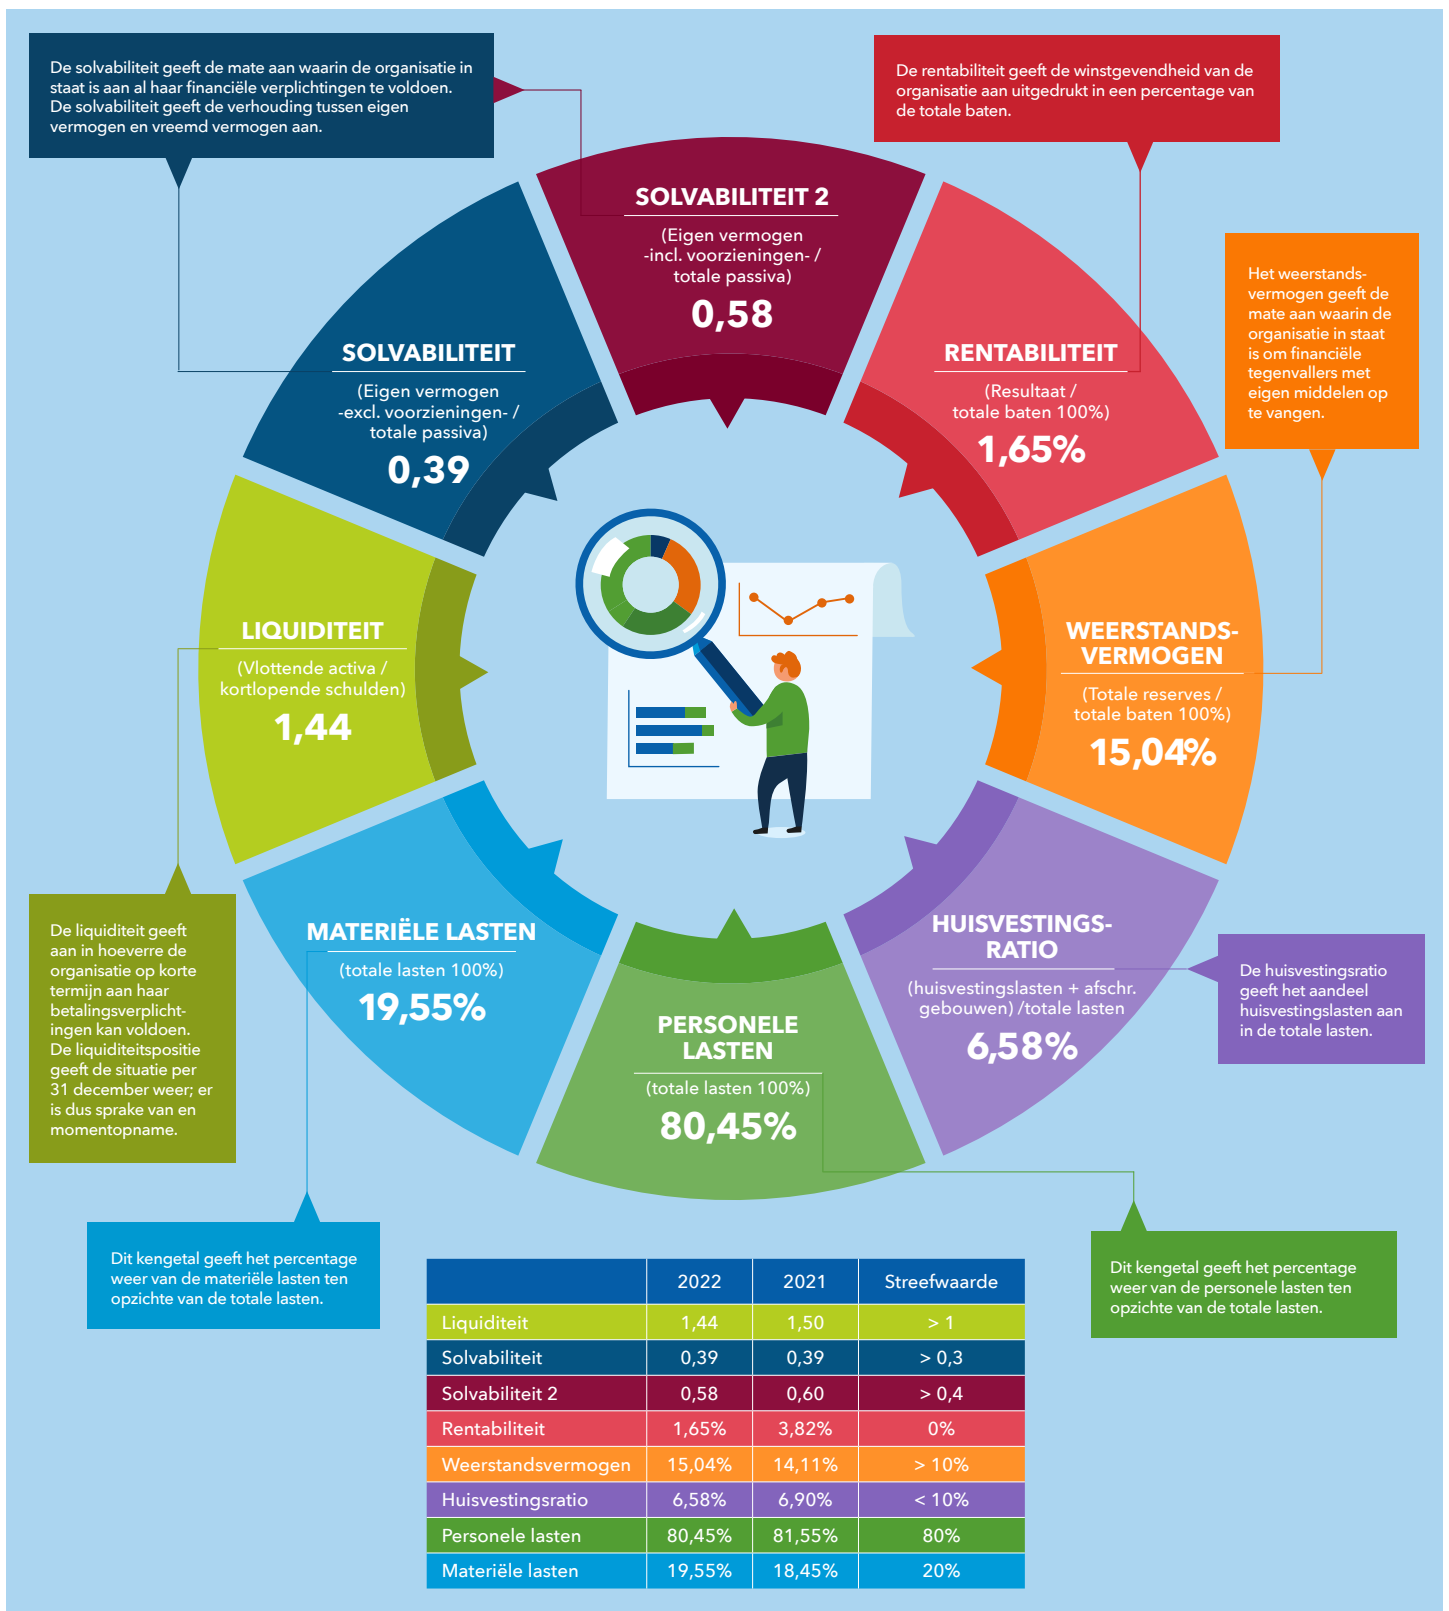 De solvabiliteit geeft de mate aan waarin de organisatie in
staat is aan al haar financiële verplichtingen te voldoen.
De solvabiliteit geeft de verhouding tussen eigen
vermogen en vreemd vermogen aan.
De rentabiliteit geeft de winstgevendheid van de
organisatie aan uitgedrukt in een percentage van
de totale baten.
SOLVABILITEIT 2
(Eigen vermogen
-incl. voorzieningen- /
totale passiva)
0,58
Het weerstands-
vermogen geeft de
mate aan waarin de
organisatie in staat
is om financiële
tegenvallers met
eigen middelen op
te vangen.
SOLVABILITEIT
(Eigen vermogen
-excl. voorzieningen- /
totale passiva)
0,39
RENTABILITEIT
(Resultaat /
totale baten 100%)
1,65%
LIQUIDITEIT
(Vlottende activa /
kortlopende schulden)
1,44
WEERSTANDS-
VERMOGEN
(Totale reserves /
totale baten 100%)
15,04%
De liquiditeit geeft
aan in hoeverre de
organisatie op korte
termijn aan haar
betalingsverplicht-
ingen kan voldoen.
De liquiditeitspositie
geeft de situatie per
31 december weer; er
is dus sprake van en
momentopname.
MATERIËLE LASTEN
(totale lasten 100%)
19,55%
HUISVESTINGS-
RATIO
(huisvestingslasten + afschr.
gebouwen) /totale lasten
6,58%
De huisvestingsratio
geeft het aandeel
huisvestingslasten aan
in de totale lasten.
PERSONELE
LASTEN
(totale lasten 100%)
80,45%
Dit kengetal geeft het percentage
weer van de materiële lasten ten
opzichte van de totale lasten.
Dit kengetal geeft het percentage
weer van de personele lasten ten
opzichte van de totale lasten.
2022 2021 Streefwaarde
Liquiditeit 1,44 1,50 > 1
Solvabiliteit 0,39 0,39 > 0,3
Solvabiliteit 2 0,58 0,60 > 0,4
Rentabiliteit 1,65% 3,82% 0%
Weerstandsvermogen 15,04% 14,11% > 10%
Huisvestingsratio 6,58% 6,90% < 10%
Personele lasten 80,45% 81,55% 80%
Materiële lasten 19,55% 18,45% 20%